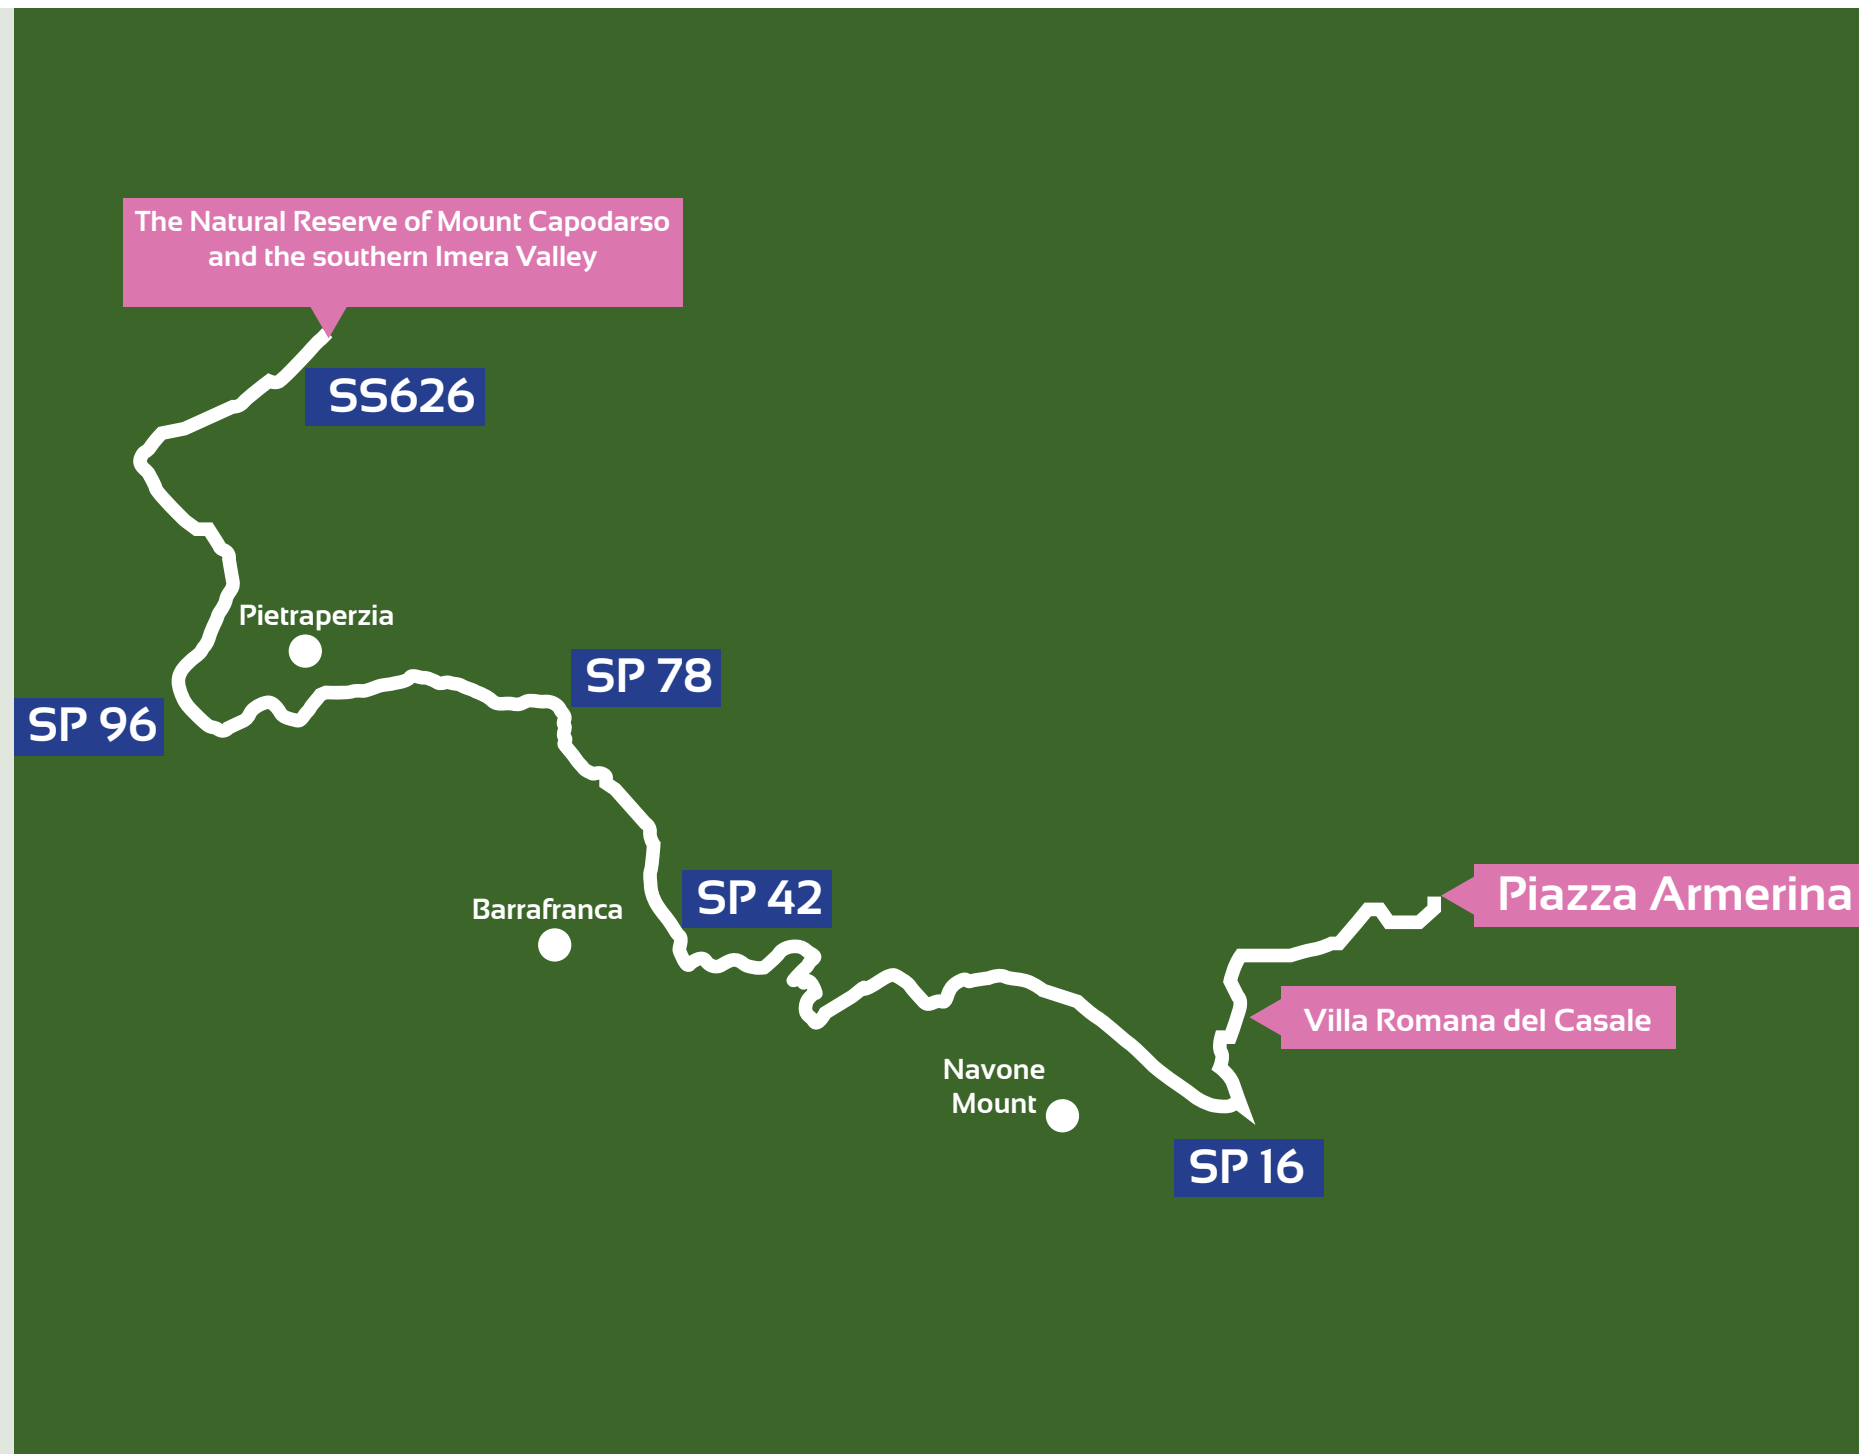 The Natural Reserve of Mount Capodarso
and the southern Imera Valley
SS626
Pietraperzia
SP 78
SP 96
Barrafranca
SP 42
Piazza Armerina
Villa Romana del Casale
Navone
Mount
SP 16